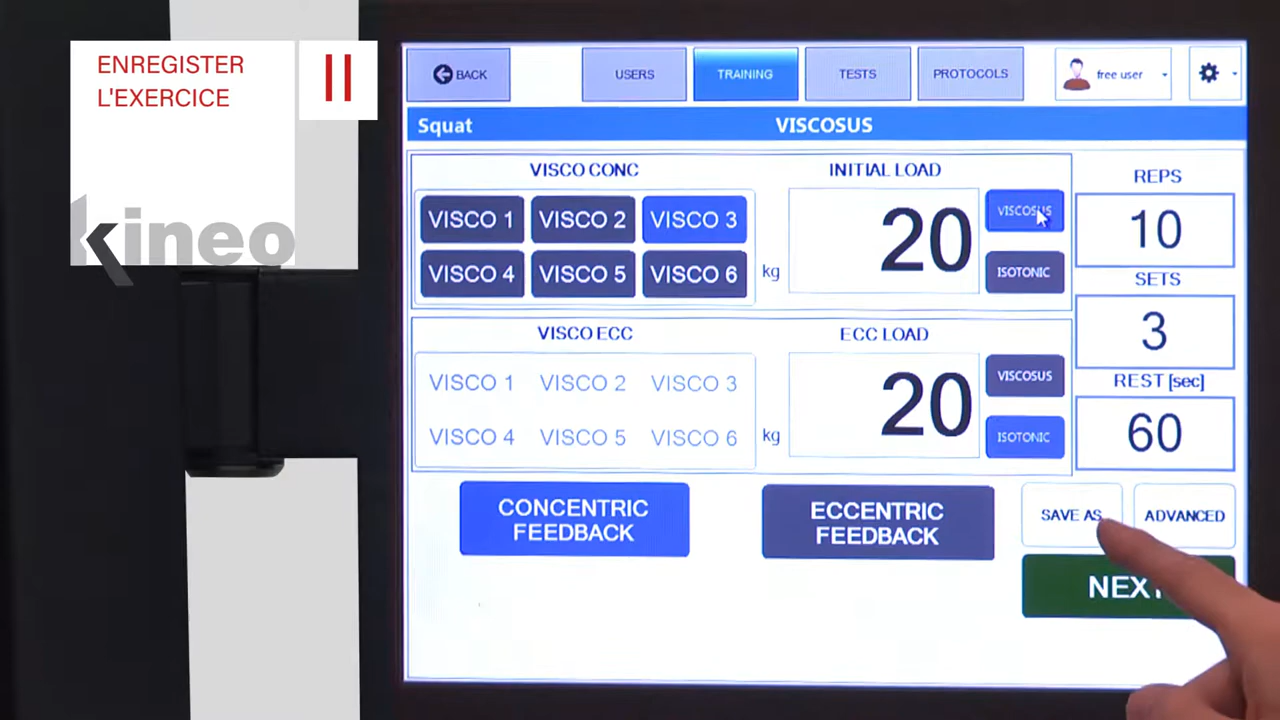 ENREGISTER
L'EXERCICE
II
kineo
BACK
USERS
TRAINING
TESTS
PROTOCOLS
free user
Squat
VISCOSUS
VISCO CONC
VISCO 1
VISCO 2
VISCO 3
VISCO 4
VISCO 5
VISCO 6
kg
INITIAL LOAD
20
VISCOSUS
ISOTONIC
VISCO ECC
VISCO 1
VISCO 2
VISCO 3
VISCO 4
VISCO 5
VISCO 6
kg
ECC LOAD
20
VISCOSUS
ISOTONIC
REPS
10
SETS
3
REST [sec]
60
CONCENTRIC
FEEDBACK
ECCENTRIC
FEEDBACK
SAVE AS
ADVANCED
NEXT